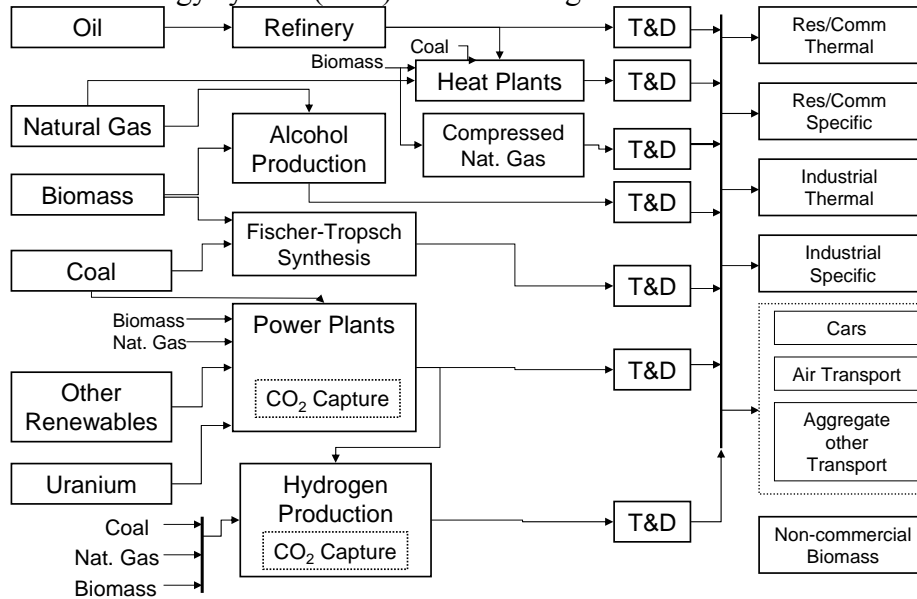 Oil
Refinery
T&D
Res/Comm
Thermal
Coal
Biomass
Heat Plants
T&D
Natural Gas
Alcohol
Production
Compressed
Nat. Gas
T&D
Res/Comm
Specific
Biomass
T&D
Industrial
Thermal
Fischer-Tropsch
Synthesis
Coal
T&D
Industrial
Specific
Biomass
Nat. Gas
Power Plants
CO2 Capture
T&D
Cars
Air Transport
Aggregate
other
Transport
Other
Renewables
Uranium
Hydrogen
Production
CO2 Capture
T&D
Coal
Nat. Gas
Biomass
Non-commercial
Biomass